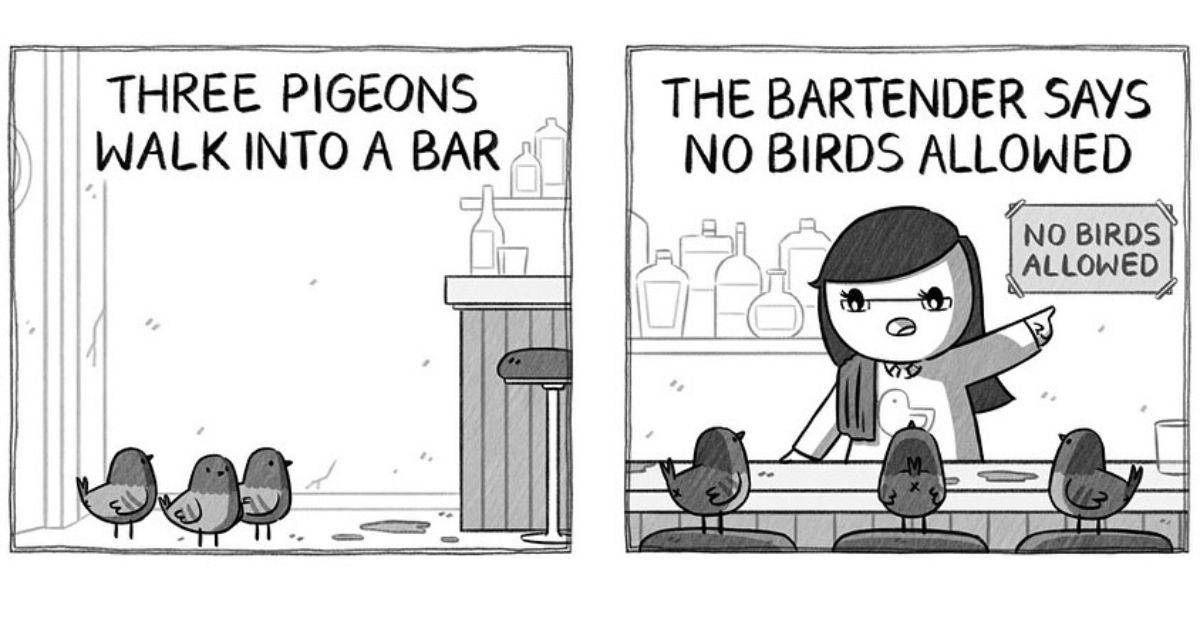 THREE PIGEONS
WALK INTO A BAR
THE BARTENDER SAYS
NO BIRDS ALLOWED
NO BIRDS
ALLOWED